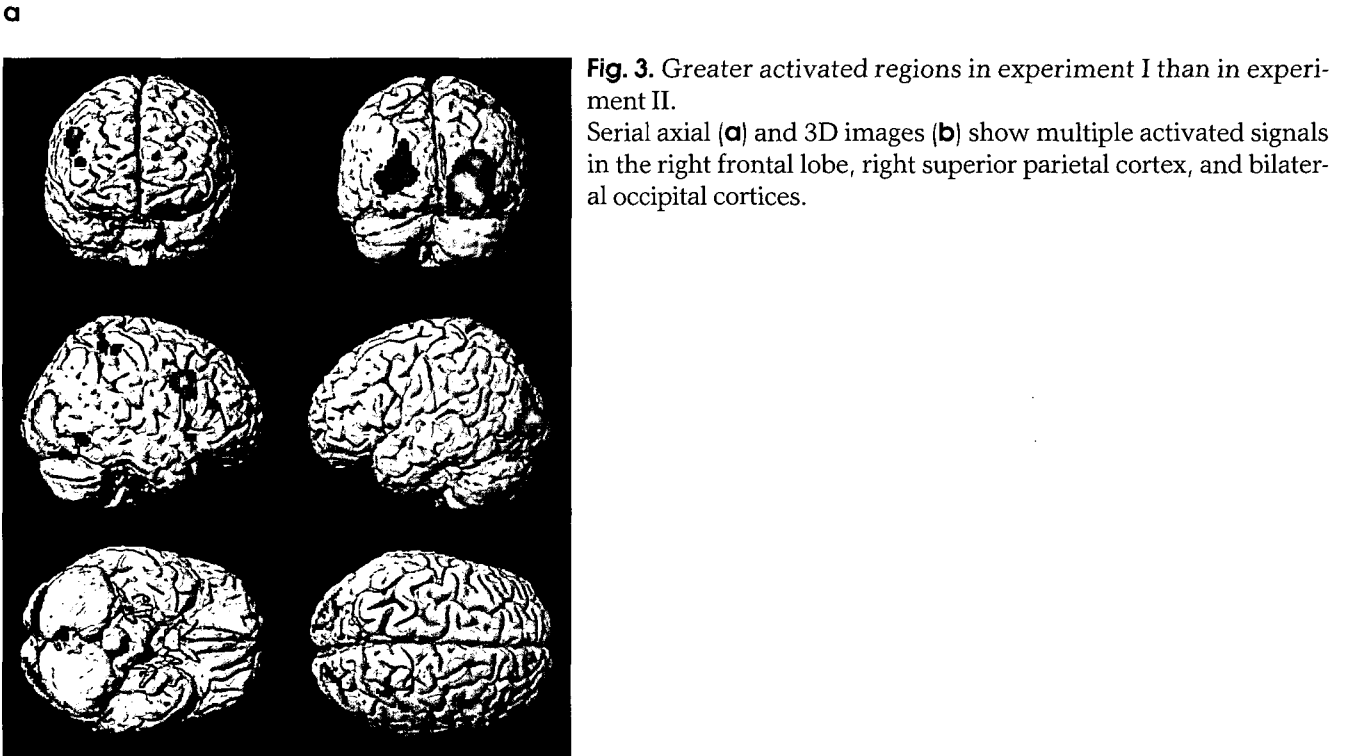 a
Fig. 3. Greater activated regions in experiment I than in experi-
ment II.
Serial axial (a) and 3D images (b) show multiple activated signals
in the right frontal lobe, right superior parietal cortex, and bilater-
al occipital cortices.